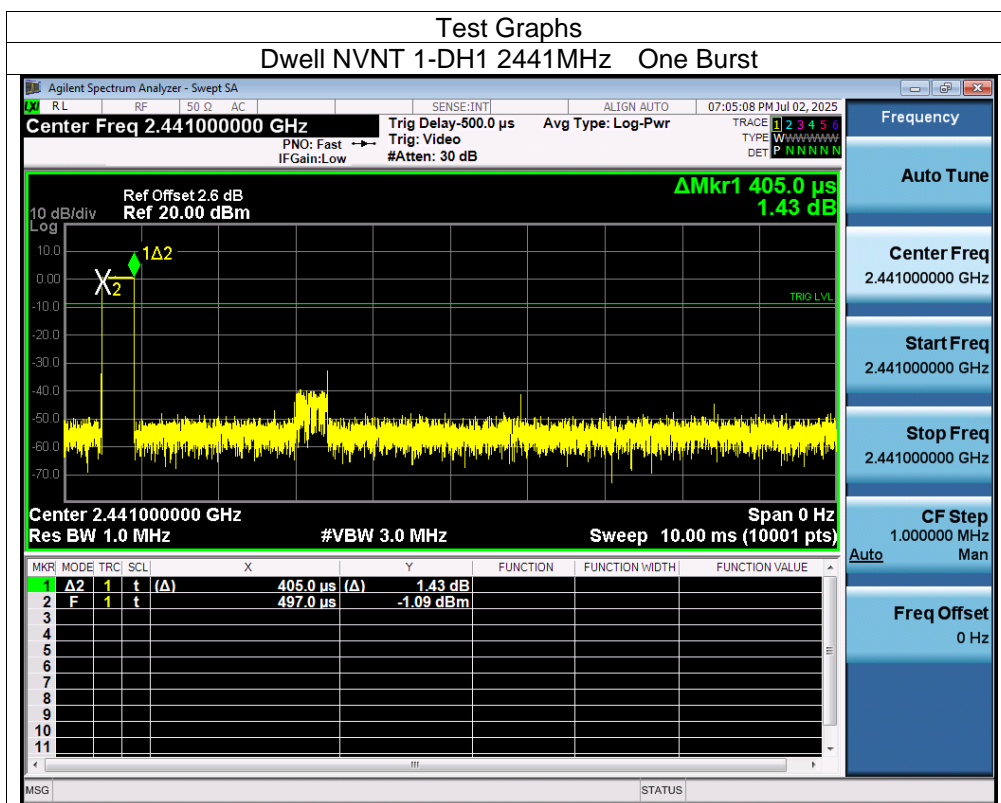 Test Graphs
Dwell NVNT 1-DH1 2441MHz One Burst
Agilent Spectrum Analyzer - Swept SA
LXI RL RF 50 Ω AC SENSE:INT ALIGN AUTO 07:05:08 PM Jul 02, 2025
Center Freq 2.441000000 GHz
PNO: Fast
IFGain:Low
Trig Delay-500.0 µs
Trig: Video
#Atten: 30 dB
Avg Type: Log-Pwr
TRACE 1 2 3 4 5 6
TYPE WWWWWW
DET P NNNNN
Frequency
Auto Tune
Center Freq
2.441000000 GHz
Start Freq
2.441000000 GHz
Stop Freq
2.441000000 GHz
CF Step
1.000000 MHz
Auto Man
Freq Offset
0 Hz
ΔMkr1 405.0 µs
1.43 dB
Ref Offset 2.6 dB
10 dB/div Ref 20.00 dBm
Log
10.0
0.00
-10.0
-20.0
-30.0
-40.0
-50.0
-60.0
-70.0
1Δ2
X2
TRIG LVL
Center 2.441000000 GHz Span 0 Hz
Res BW 1.0 MHz #VBW 3.0 MHz Sweep 10.00 ms (10001 pts)
MKR MODE TRC SCL X Y FUNCTION FUNCTION WIDTH FUNCTION VALUE
1 Δ2 1 t (Δ) 405.0 µs (Δ) 1.43 dB
2 F 1 t 497.0 µs -1.09 dBm
3
4
5
6
7
8
9
10
11
MSG STATUS